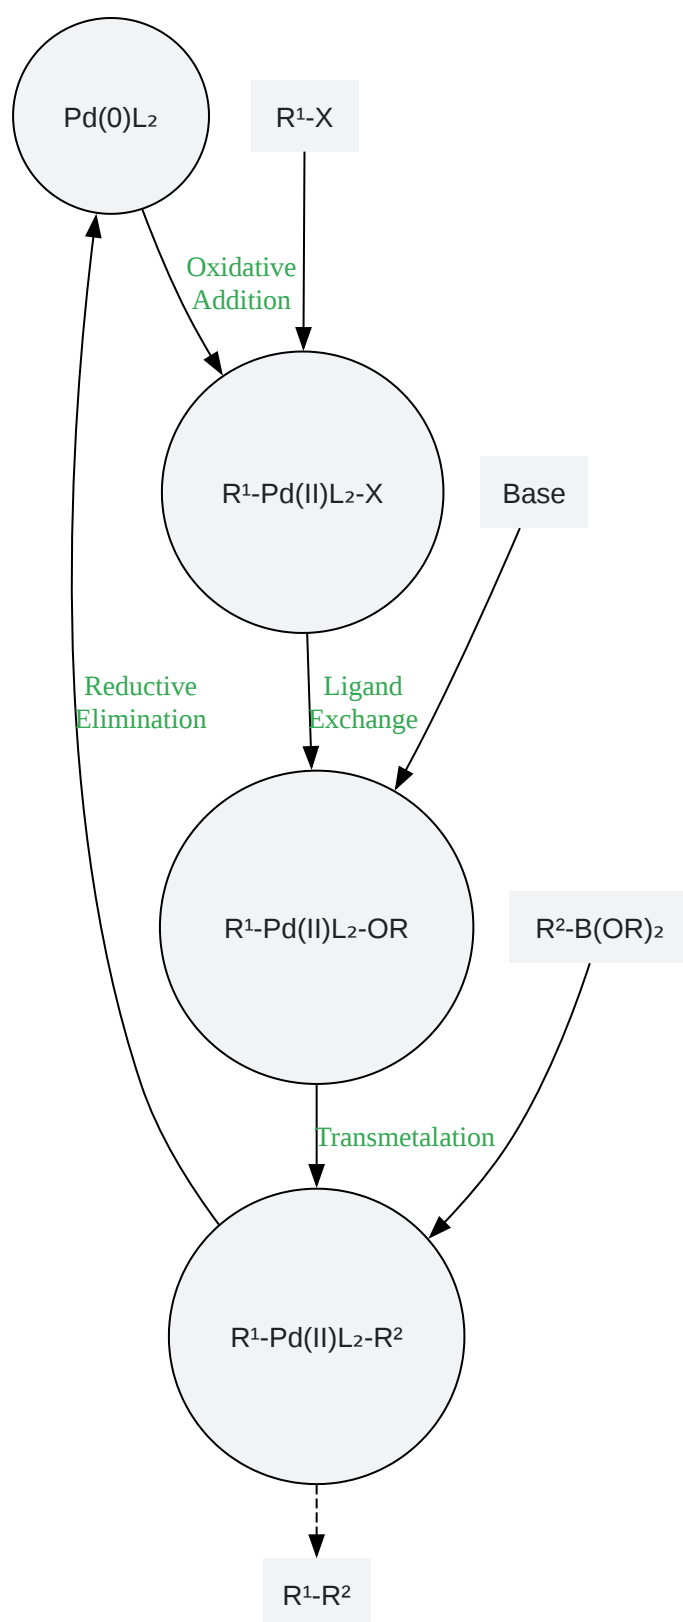 Pd(0)L₂
R¹-X
Oxidative
Addition
R¹-Pd(II)L₂-X
Base
Reductive
Elimination
Ligand
Exchange
R¹-Pd(II)L₂-OR
R²-B(OR)₂
Transmetalation
R¹-Pd(II)L₂-R²
R¹-R²